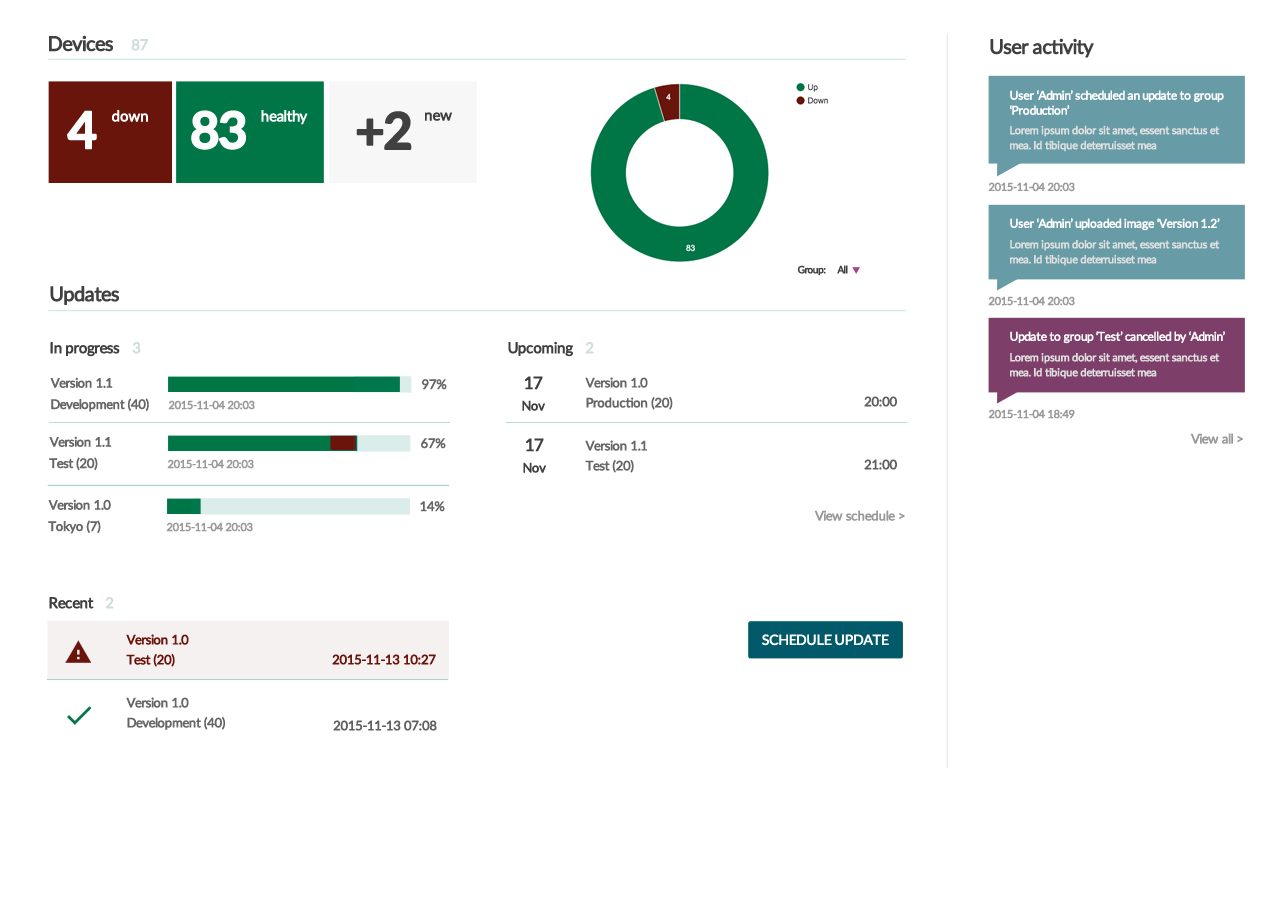 Devices 87
4 down
83 healthy
+2 new
4
83
Up
Down
Group: All
Updates
In progress 3
Version 1.1
Development (40)
2015-11-04 20:03
97%
Version 1.1
Test (20)
2015-11-04 20:03
67%
Version 1.0
Tokyo (7)
2015-11-04 20:03
14%
Upcoming 2
17
Nov
Version 1.0
Production (20)
20:00
17
Nov
Version 1.1
Test (20)
21:00
View schedule >
Recent 2
Version 1.0
Test (20)
2015-11-13 10:27
Version 1.0
Development (40)
2015-11-13 07:08
SCHEDULE UPDATE
User activity
User ‘Admin’ scheduled an update to group
‘Production’
Lorem ipsum dolor sit amet, essent sanctus et
mea. Id tibique deterruisset mea
2015-11-04 20:03
User ‘Admin’ uploaded image ‘Version 1.2’
Lorem ipsum dolor sit amet, essent sanctus et
mea. Id tibique deterruisset mea
2015-11-04 20:03
Update to group ‘Test’ cancelled by ‘Admin’
Lorem ipsum dolor sit amet, essent sanctus et
mea. Id tibique deterruisset mea
2015-11-04 18:49
View all >